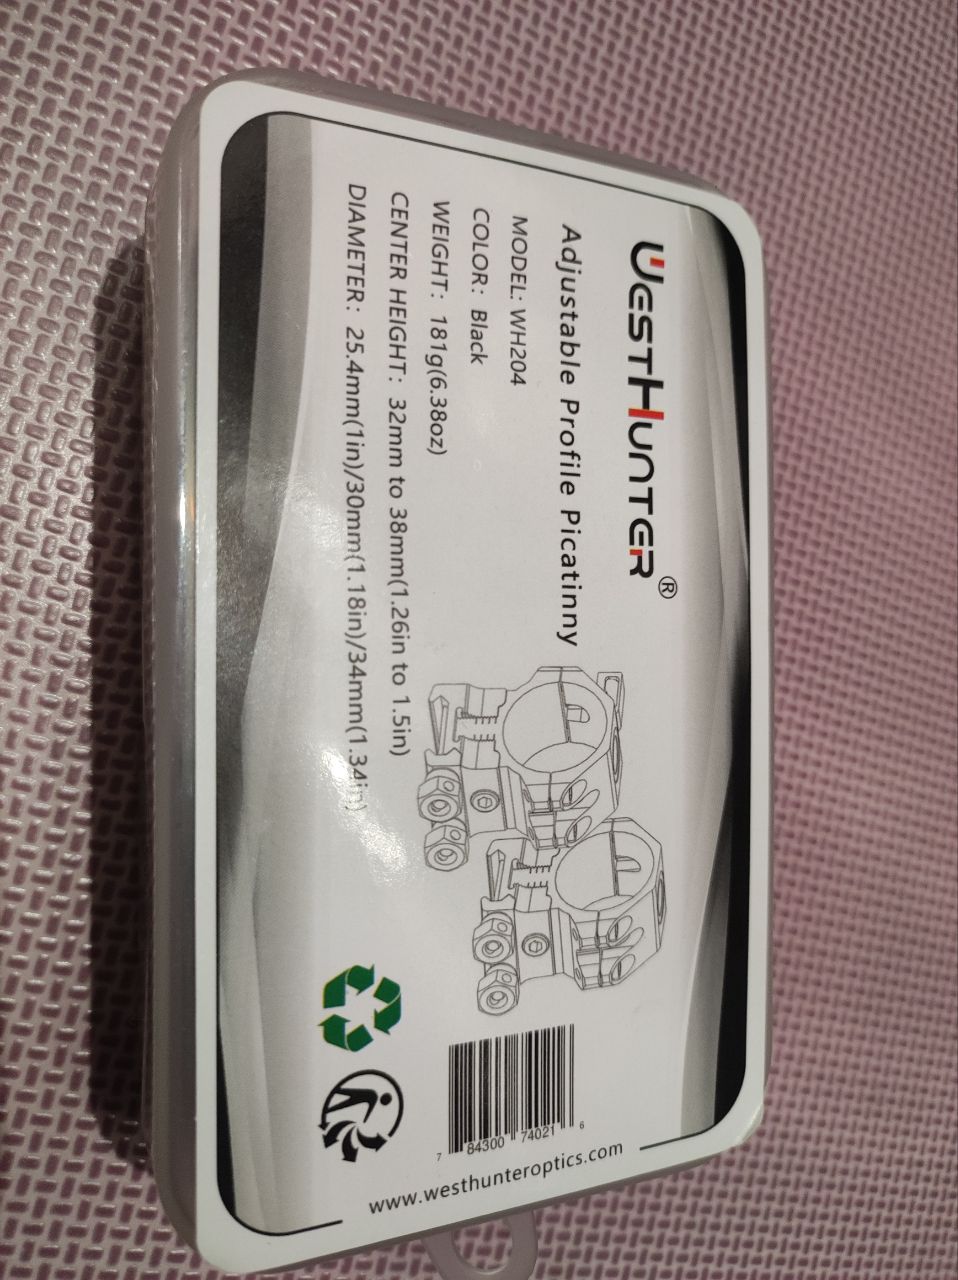 WESTHUNTER®
Adjustable Profile Picatinny
MODEL: WH204
COLOR: Black
WEIGHT: 181g(6.38oz)
CENTER HEIGHT: 32mm to 38mm(1.26in to 1.5in)
DIAMETER: 25.4mm(1in)/30mm(1.18in)/34mm(1.34in)
7 84300 74021 6
www.westhunteroptics.com